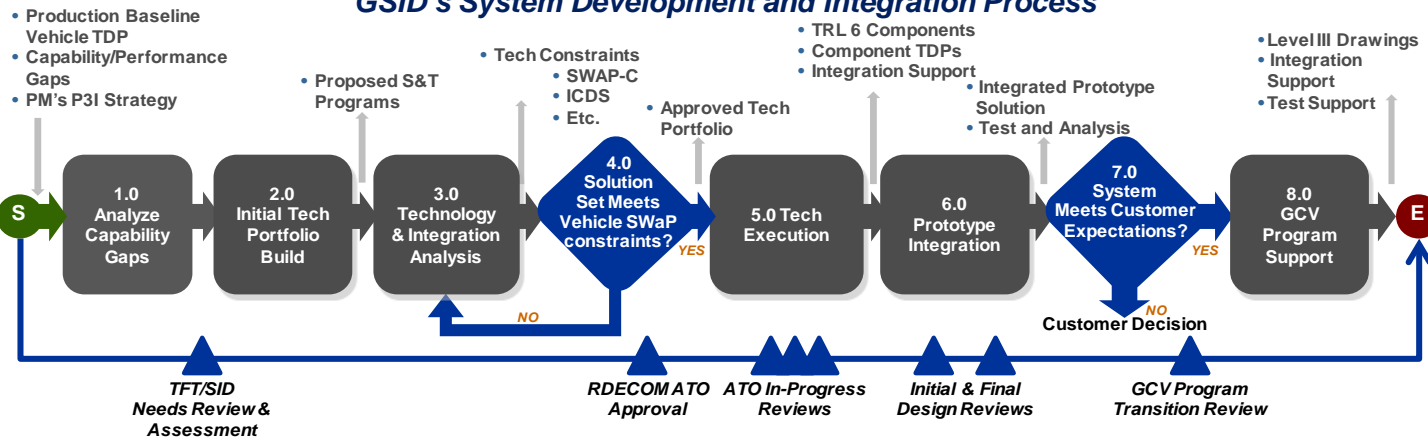 GSID's System Development and Integration Process
• Production Baseline
Vehicle TDP
• Capability/Performance
Gaps
• PM's P3I Strategy
• Proposed S&T
Programs
• Tech Constraints
• SWAP-C
• ICDS
• Etc.
• Approved Tech
Portfolio
• TRL 6 Components
• Component TDPs
• Integration Support
• Integrated Prototype
Solution
• Test and Analysis
• Level III Drawings
• Integration
Support
• Test Support
S
1.0
Analyze
Capability
Gaps
2.0
Initial Tech
Portfolio
Build
3.0
Technology
& Integration
Analysis
4.0
Solution
Set Meets
Vehicle SWaP
constraints?
YES
NO
5.0 Tech
Execution
6.0
Prototype
Integration
7.0
System
Meets Customer
Expectations?
YES
NO
Customer Decision
8.0
GCV
Program
Support
E
TFT/SID
Needs Review &
Assessment
RDECOM ATO
Approval
ATO In-Progress
Reviews
Initial & Final
Design Reviews
GCV Program
Transition Review